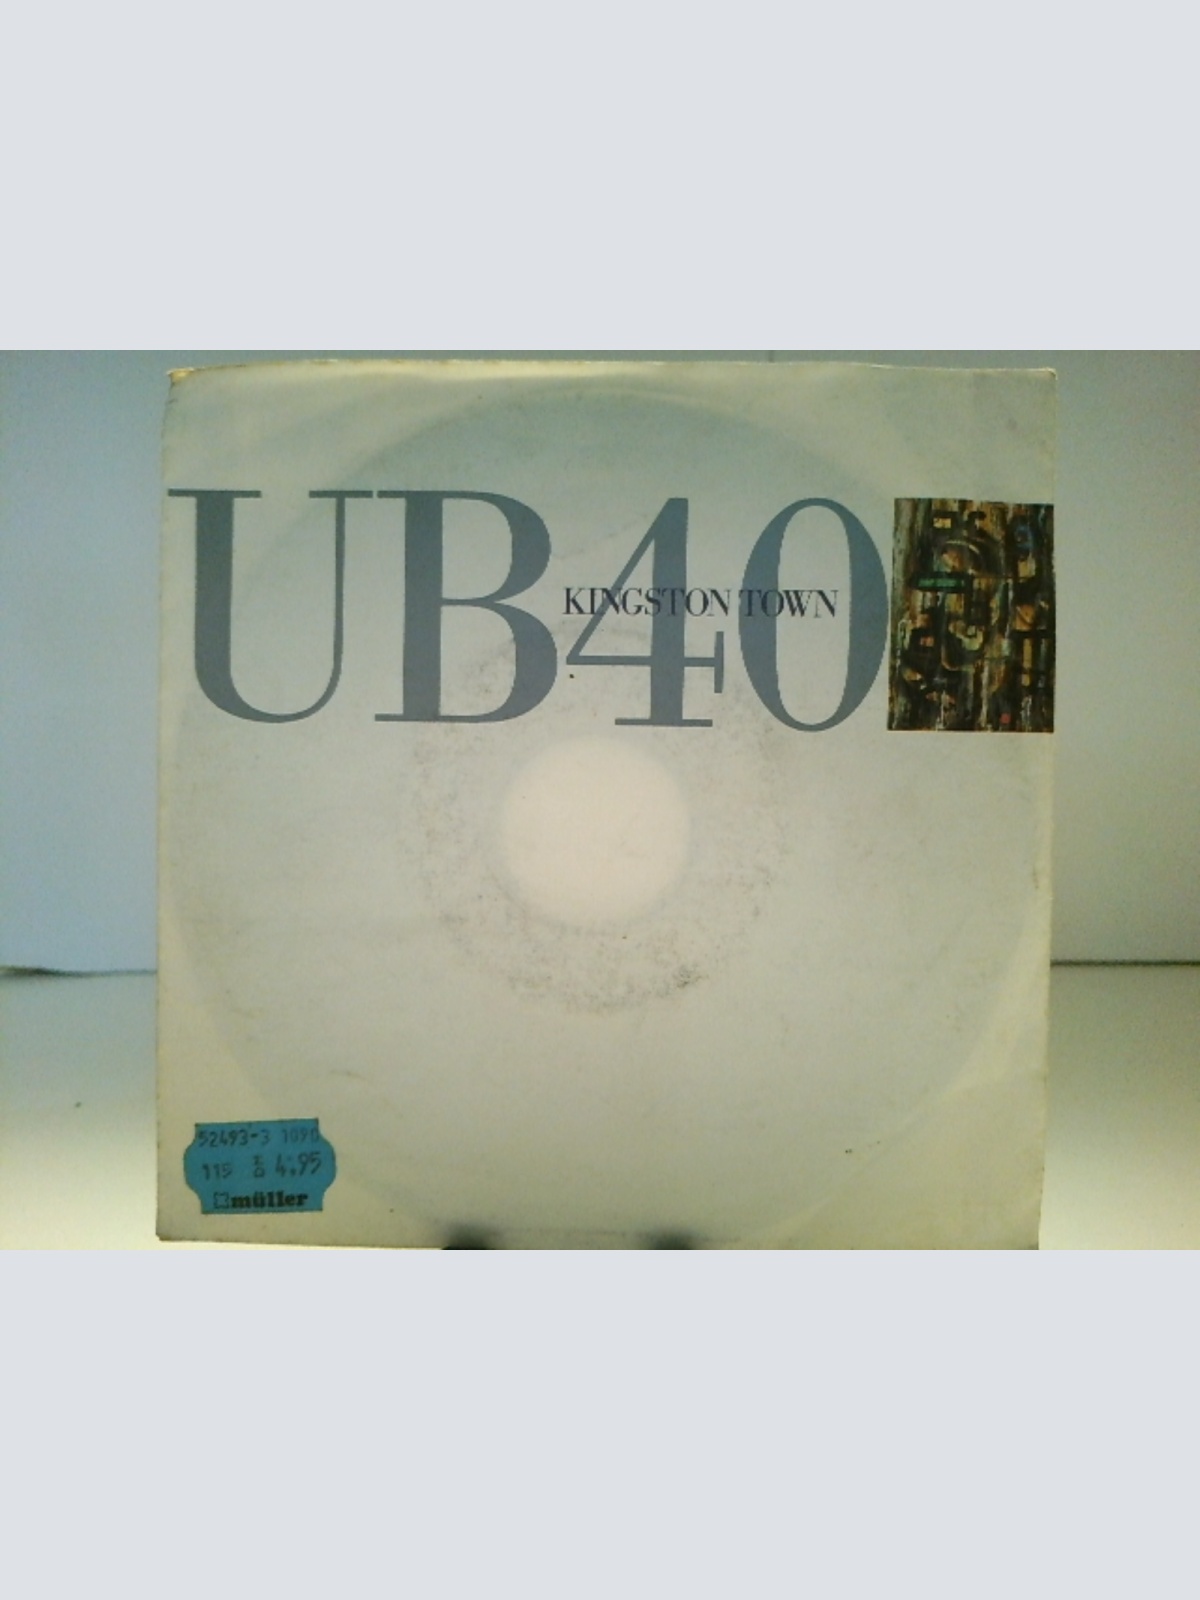 UB40
KINGSTON TOWN
52493-3 1090
115 4.95
müller